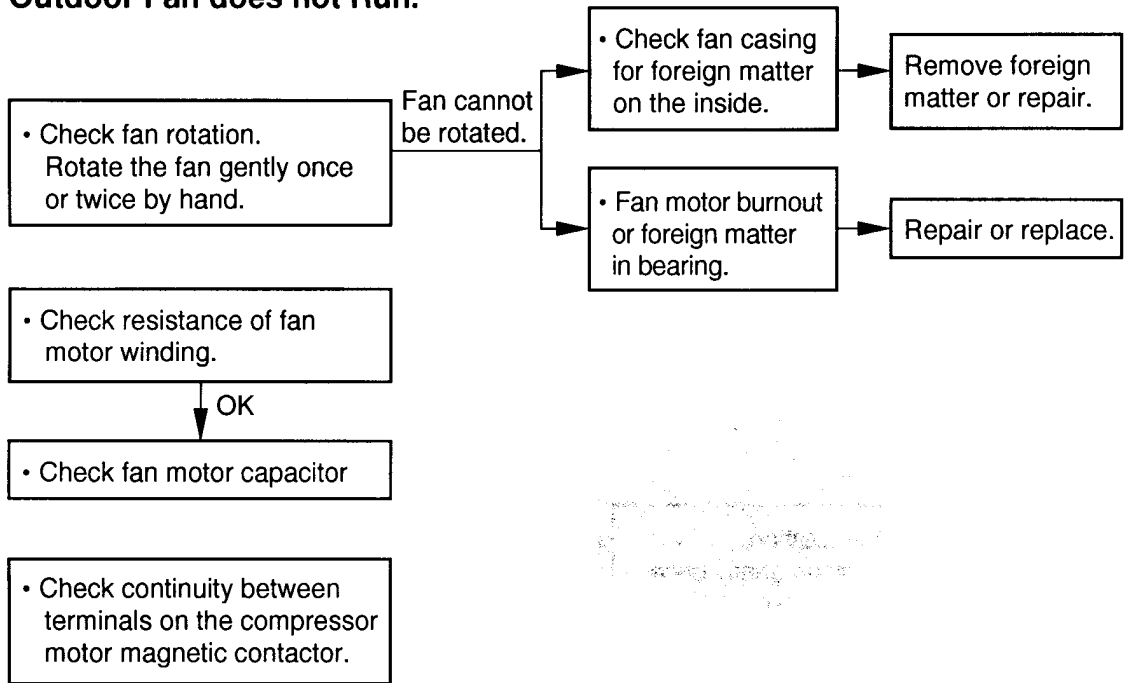 Outdoor Fan does not Run.
• Check fan rotation.
Rotate the fan gently once
or twice by hand.
Fan cannot
be rotated.
• Check fan casing
for foreign matter
on the inside.
Remove foreign
matter or repair.
• Fan motor burnout
or foreign matter
in bearing.
Repair or replace.
• Check resistance of fan
motor winding.
OK
• Check fan motor capacitor
• Check continuity between
terminals on the compressor
motor magnetic contactor.